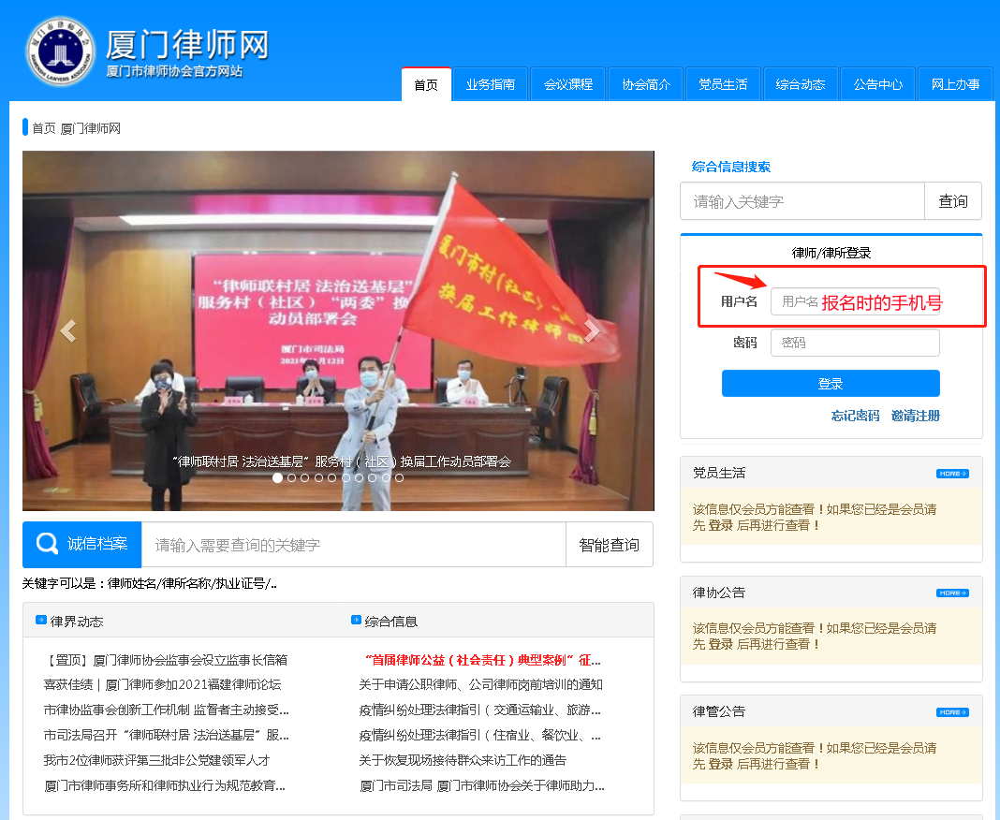 厦门律师网
厦门市律师协会官方网站
首页 业务指南 会议课程 协会简介 党员生活 综合动态 公告中心 网上办事
首页 厦门律师网
“律师联村居 法治送基层”
服务村（社区）“两委”换
动员部署会
厦门市司法局
厦门市村(社区)
换届工作律师
“律师联村居 法治送基层”服务村（社区）换届工作动员部署会
诚信档案 请输入需要查询的关键字 智能查询
关键字可以是：律师姓名/律所名称/执业证号/..
律界动态
【置顶】厦门律师协会监事会设立监事长信箱
喜获佳绩｜厦门律师参加2021福建律师论坛
市律协监事会创新工作机制 监督者主动接受...
市司法局召开“律师联村居 法治送基层”服...
我市2位律师获评第三批非公党建领军人才
厦门市律师事务所和律师执业行为规范教育...
综合信息
“首届律师公益（社会责任）典型案例”征...
关于申请公职律师、公司律师岗前培训的通知
疫情纠纷处理法律指引（交通运输业、旅游...
疫情纠纷处理法律指引（住宿业、餐饮业、...
关于恢复现场接待群众来访工作的通告
厦门市司法局 厦门市律师协会关于律师助力...
综合信息搜索
请输入关键字 查询
律师/律所登录
用户名 用户名 报名时的手机号
密码 密码
登录
忘记密码 邀请注册
党员生活 MORE
该信息仅会员方能查看！如果您已经是会员请
先 登录 后再进行查看！
律协公告 MORE
该信息仅会员方能查看！如果您已经是会员请
先 登录 后再进行查看！
律管公告 MORE
该信息仅会员方能查看！如果您已经是会员请
先 登录 后再进行查看！